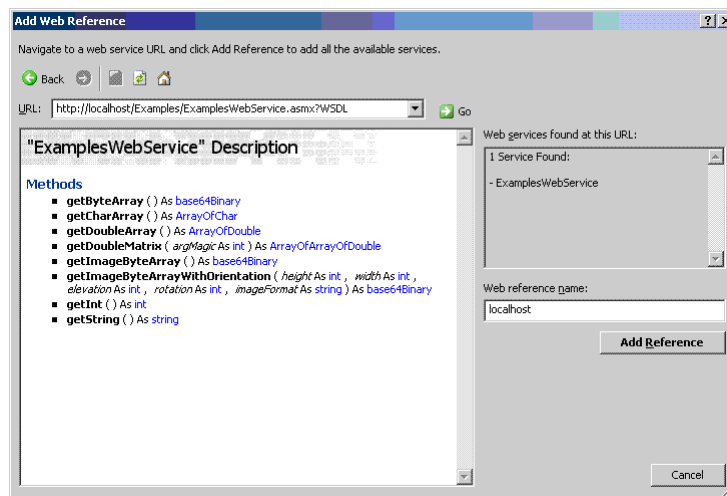 Add Web Reference
Navigate to a web service URL and click Add Reference to add all the available services.
Back
URL: http://localhost/Examples/ExamplesWebService.asmx?WSDL Go
"ExamplesWebService" Description
Methods
getByteArray ( ) As base64Binary
getCharArray ( ) As ArrayOfChar
getDoubleArray ( ) As ArrayOfDouble
getDoubleMatrix ( argMagic As int ) As ArrayOfArrayOfDouble
getImageByteArray ( ) As base64Binary
getImageByteArrayWithOrientation ( height As int , width As int ,
elevation As int , rotation As int , imageFormat As string ) As base64Binary
getInt ( ) As int
getString ( ) As string
Web services found at this URL:
1 Service Found:
- ExamplesWebService
Web reference name:
localhost
Add Reference
Cancel